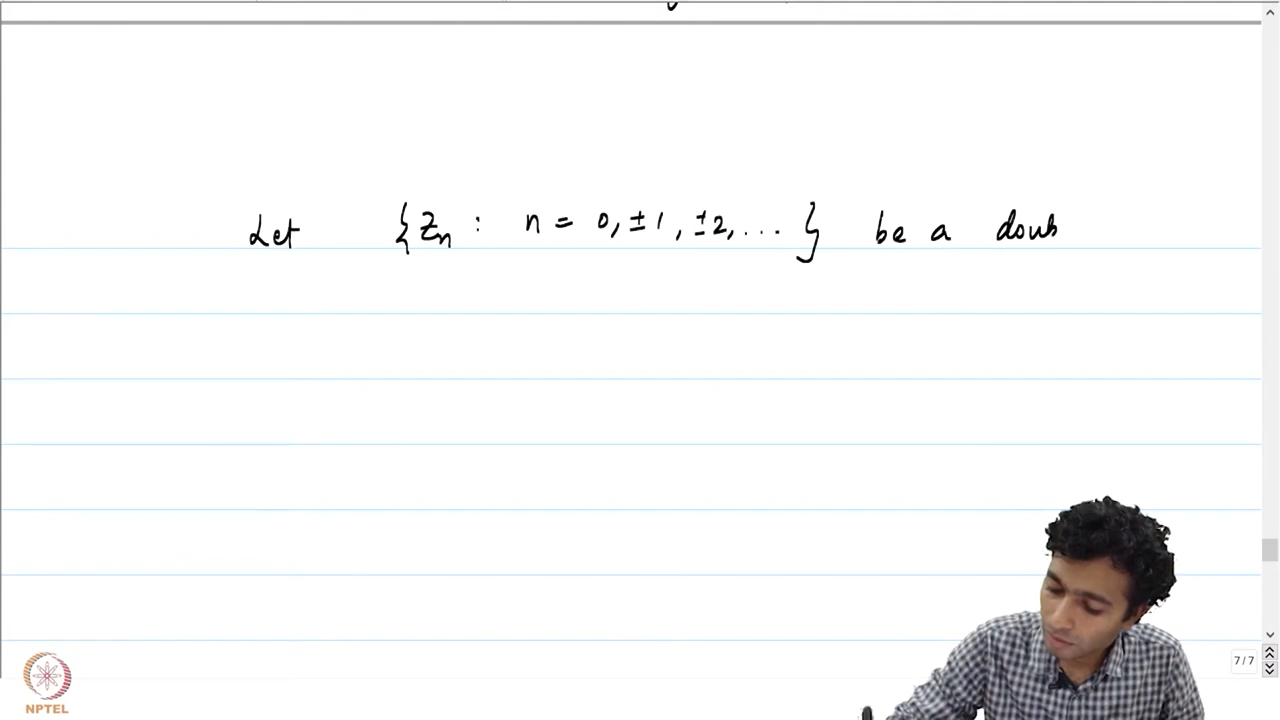 Let {Zn : n = 0, ±1, ±2, ...} be a doub
7/7
NPTEL